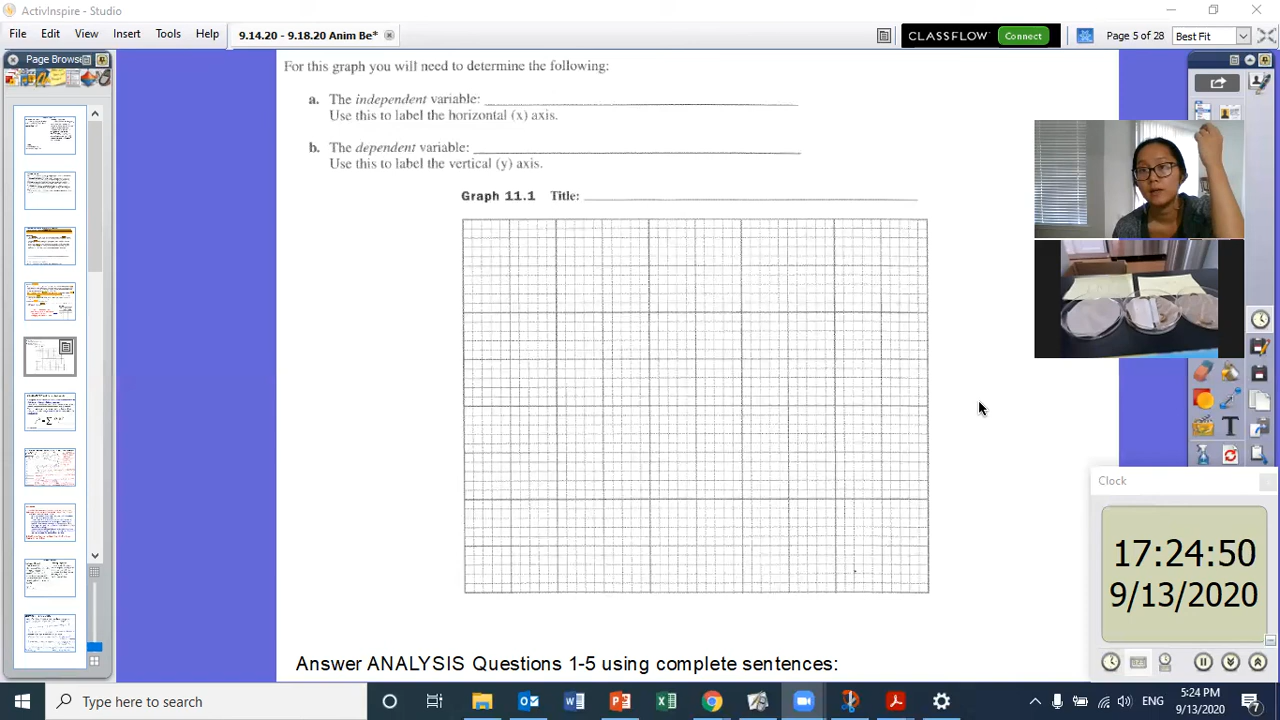 ActivInspire - Studio
File Edit View Insert Tools Help
9.14.20 - 9.18.20 Anm Be*
CLASSFLOW Connect
Page 5 of 28
Best Fit
Page Browse
For this graph you will need to determine the following:
a. The independent variable:
Use this to label the horizontal (x) axis.
b. The dependent variable:
Use this to label the vertical (y) axis.
Graph 11.1 Title:
Answer ANALYSIS Questions 1-5 using complete sentences:
Clock
17:24:50
9/13/2020
Type here to search
ENG
5:24 PM
9/13/2020
7